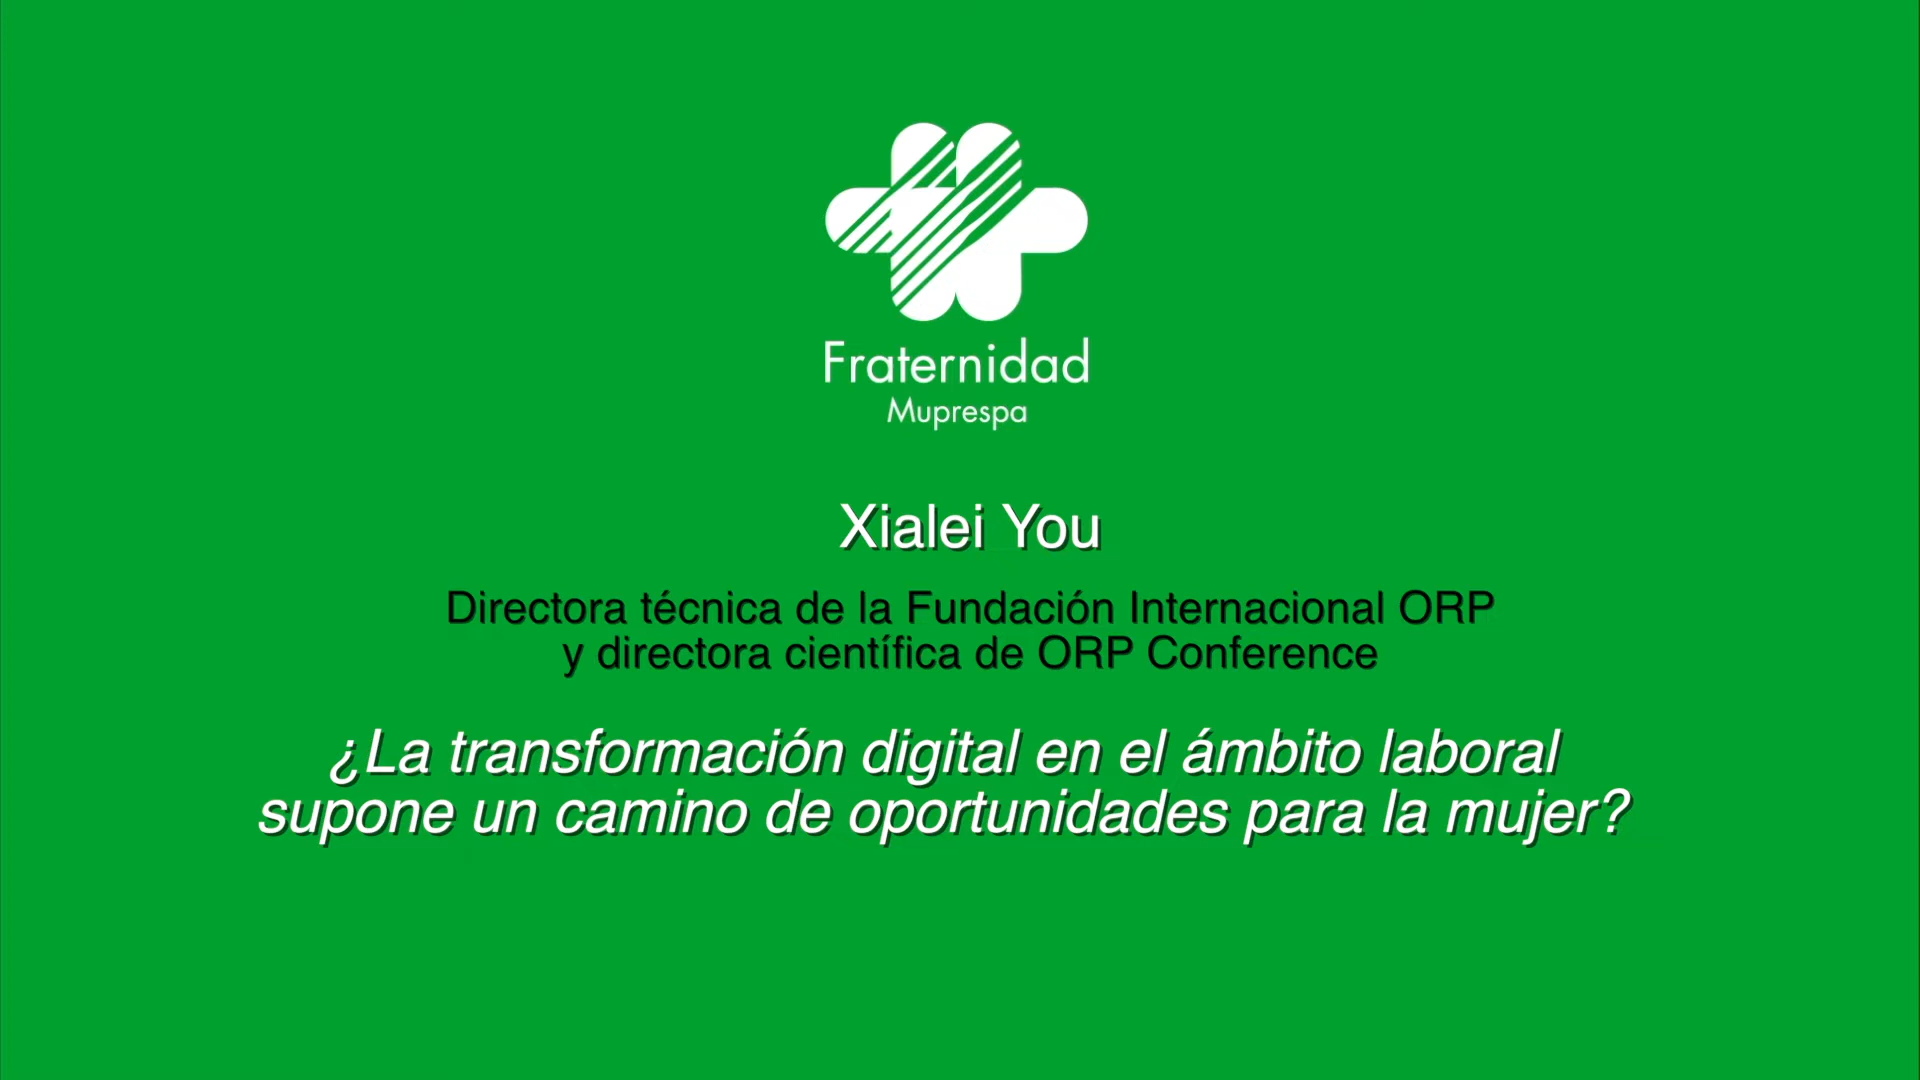 Fraternidad
Muprespa
Xialei You
Directora técnica de la Fundación Internacional ORP
y directora científica de ORP Conference
¿La transformación digital en el ámbito laboral
supone un camino de oportunidades para la mujer?